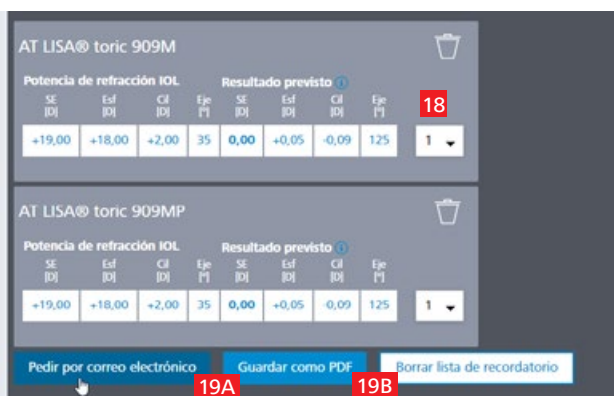 AT LISA® toric 909M
Potencia de refracción IOL Resultado previsto
SE Esf Cil Eje SE Esf Cil Eje
[D] [D] [D] [°] [D] [D] [D] [°]
18
+19,00 +18,00 +2,00 35 0,00 +0,05 -0,09 125 1
AT LISA® toric 909MP
Potencia de refracción IOL Resultado previsto
SE Esf Cil Eje SE Esf Cil Eje
[D] [D] [D] [°] [D] [D] [D] [°]
+19,00 +18,00 +2,00 35 0,00 +0,05 -0,09 125 1
Pedir por correo electrónico Guardar como PDF Borrar lista de recordatorio
19A 19B